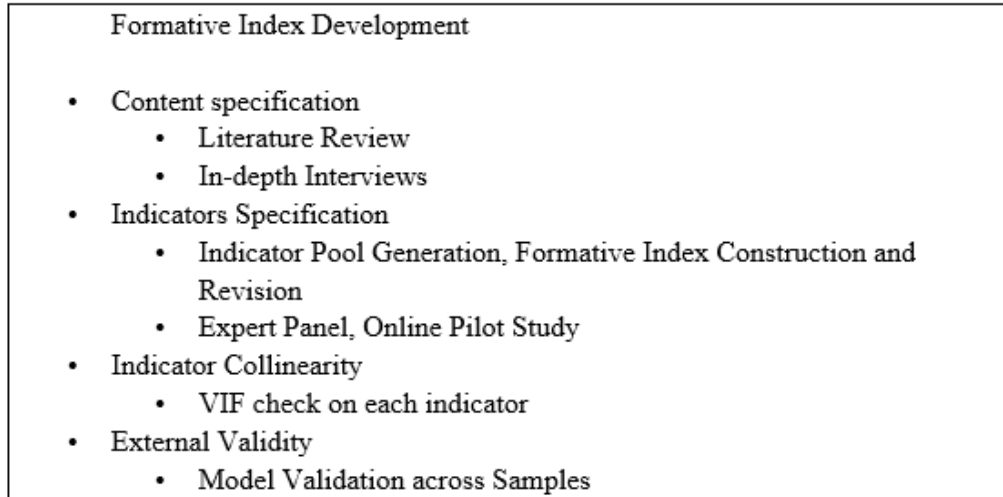 Formative Index Development
• Content specification
• Literature Review
• In-depth Interviews
• Indicators Specification
• Indicator Pool Generation, Formative Index Construction and
Revision
• Expert Panel, Online Pilot Study
• Indicator Collinearity
• VIF check on each indicator
• External Validity
• Model Validation across Samples